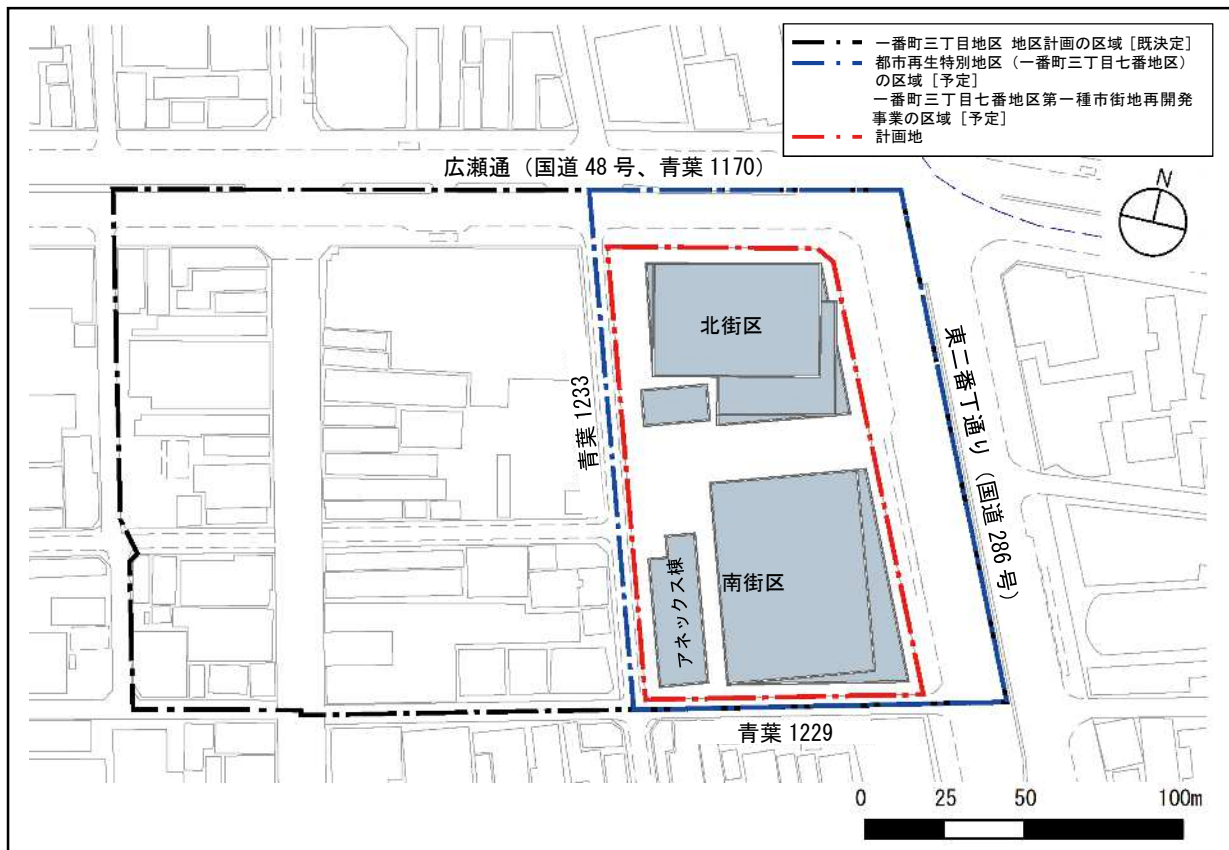 一番町三丁目地区 地区計画の区域［既決定］
都市再生特別地区（一番町三丁目七番地区）
の区域［予定］
一番町三丁目七番地区第一種市街地再開発
事業の区域［予定］
計画地
広瀬通（国道 48 号、青葉 1170）
N
北街区
青葉 1233
東二番丁通り（国道 286 号）
アネックス棟
南街区
青葉 1229
0 25 50 100m